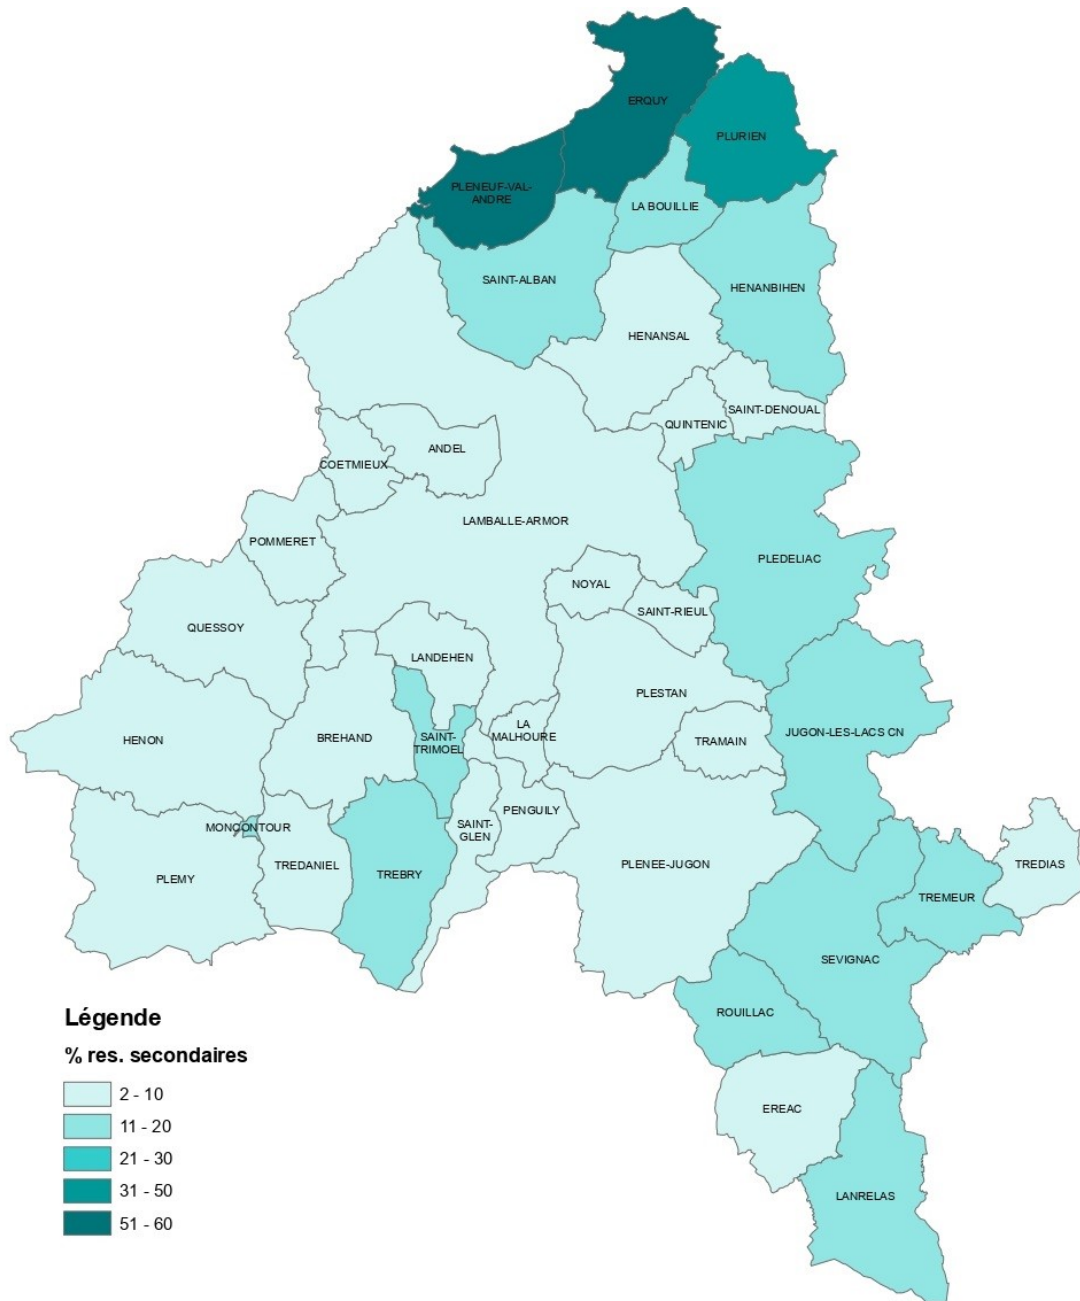 ERQUY
PLURIEN
PLENEUF-VAL-
ANDRE
LA BOUILLIE
SAINT-ALBAN
HENANBIHEN
HENANSAL
SAINT-DENOUAL
QUINTENIC
ANDEL
COETMIEUX
LAMBALLE-ARMOR
POMMERET
PLEDELIAC
NOYAL
SAINT-RIEUL
QUESSOY
LANDEHEN
PLESTAN
LA
MALHOURE
JUGON-LES-LACS CN
HENON
BREHAND
SAINT-
TRIMOEL
TRAMAIN
PENGUILY
MONCONTOUR
SAINT-
GLEN
TREDANIEL
PLENEE-JUGON
TREDIAS
PLEMY
TREBRY
TREMEUR
SEVIGNAC
ROUILLAC
EREAC
LANRELAS
Légende
% res. secondaires
2 - 10
11 - 20
21 - 30
31 - 50
51 - 60